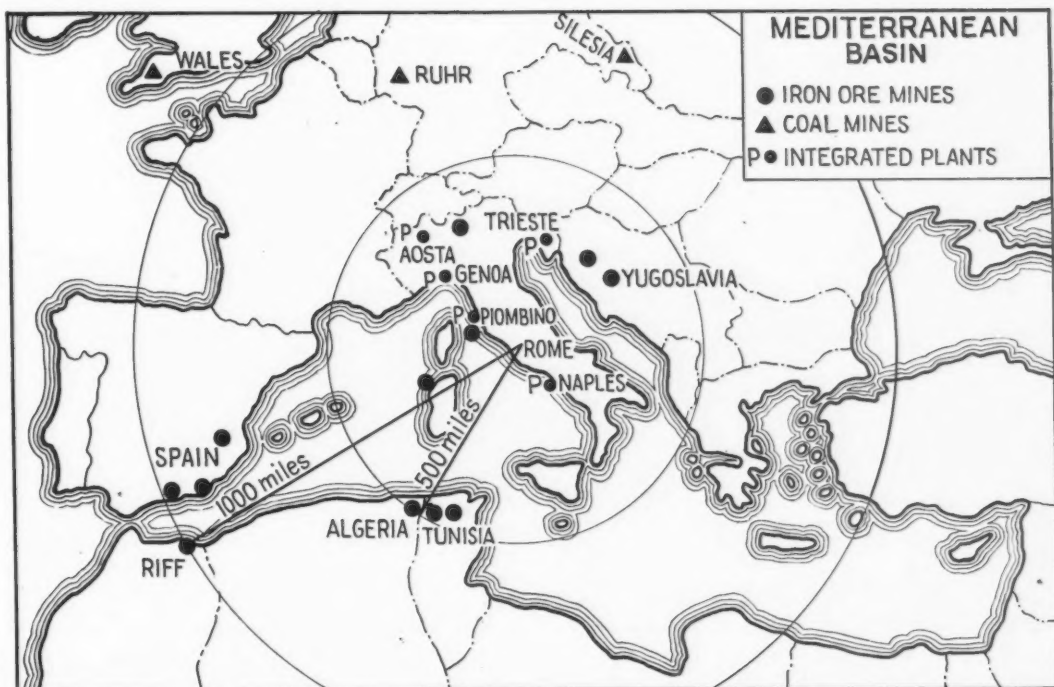 MEDITERRANEAN
BASIN
IRON ORE MINES
COAL MINES
P INTEGRATED PLANTS
WALES
RUHR
SILESIA
P
AOSTA
TRIESTE
P
P GENOA
YUGOSLAVIA
P PIOMBINO
ROME
P NAPLES
SPAIN
1000 miles
500 miles
ALGERIA
TUNISIA
RIFF